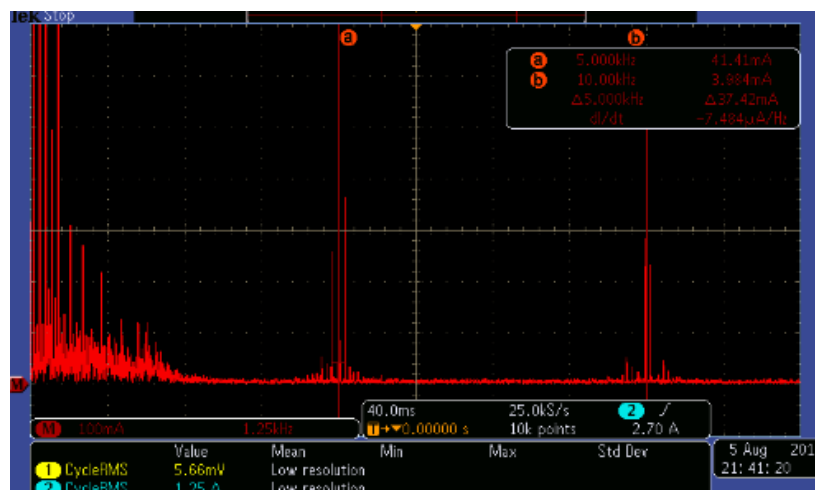 Tek Stop
a b
a 5.000kHz 41.41mA
b 10.00kHz 3.984mA
Δ5.000kHz Δ37.42mA
dI/dt -7.484µA/Hz
M
M 100mA 1.25kHz
40.0ms 25.0kS/s 2 /
T→▼0.00000 s 10k points 2.70 A
Value Mean Min Max Std Dev
1 CycleRMS 5.66mV Low resolution
2 CycleRMS 1.25 A Low resolution
5 Aug 201
21:41:20